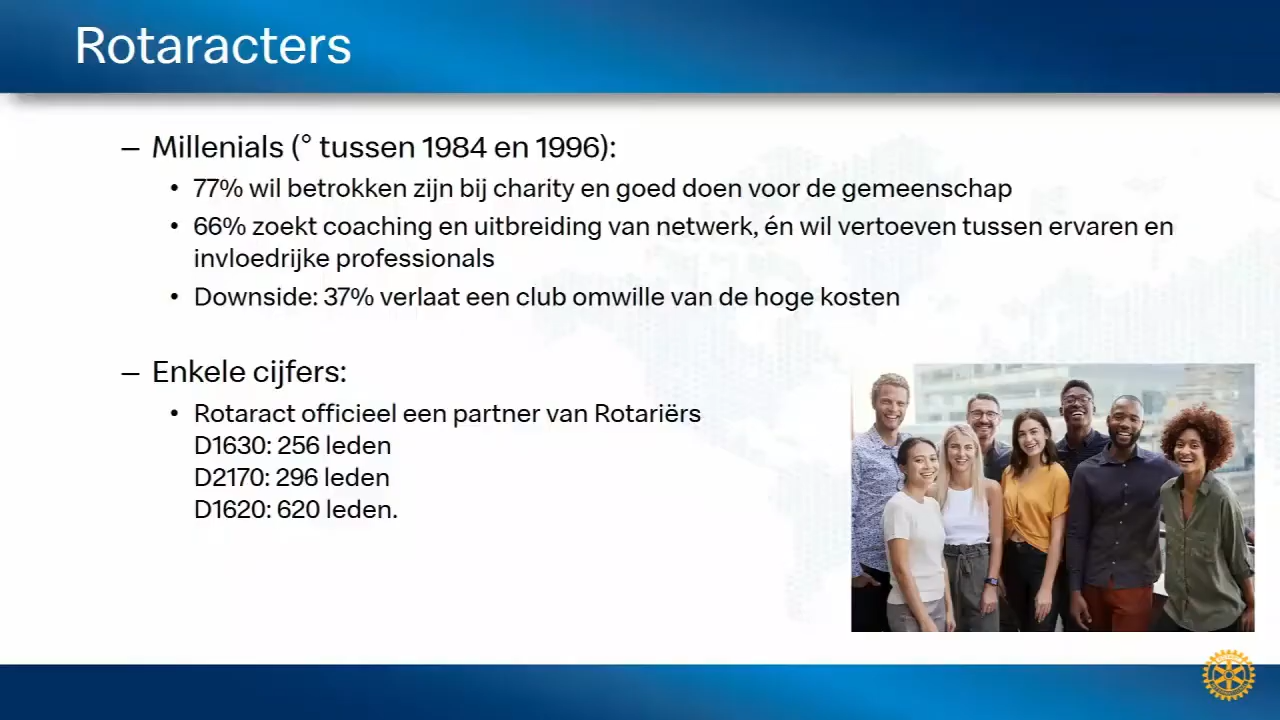 Rotaracters
– Millenials (° tussen 1984 en 1996):
• 77% wil betrokken zijn bij charity en goed doen voor de gemeenschap
• 66% zoekt coaching en uitbreiding van netwerk, én wil vertoeven tussen ervaren en
invloedrijke professionals
• Downside: 37% verlaat een club omwille van de hoge kosten
– Enkele cijfers:
• Rotaract officieel een partner van Rotariërs
D1630: 256 leden
D2170: 296 leden
D1620: 620 leden.